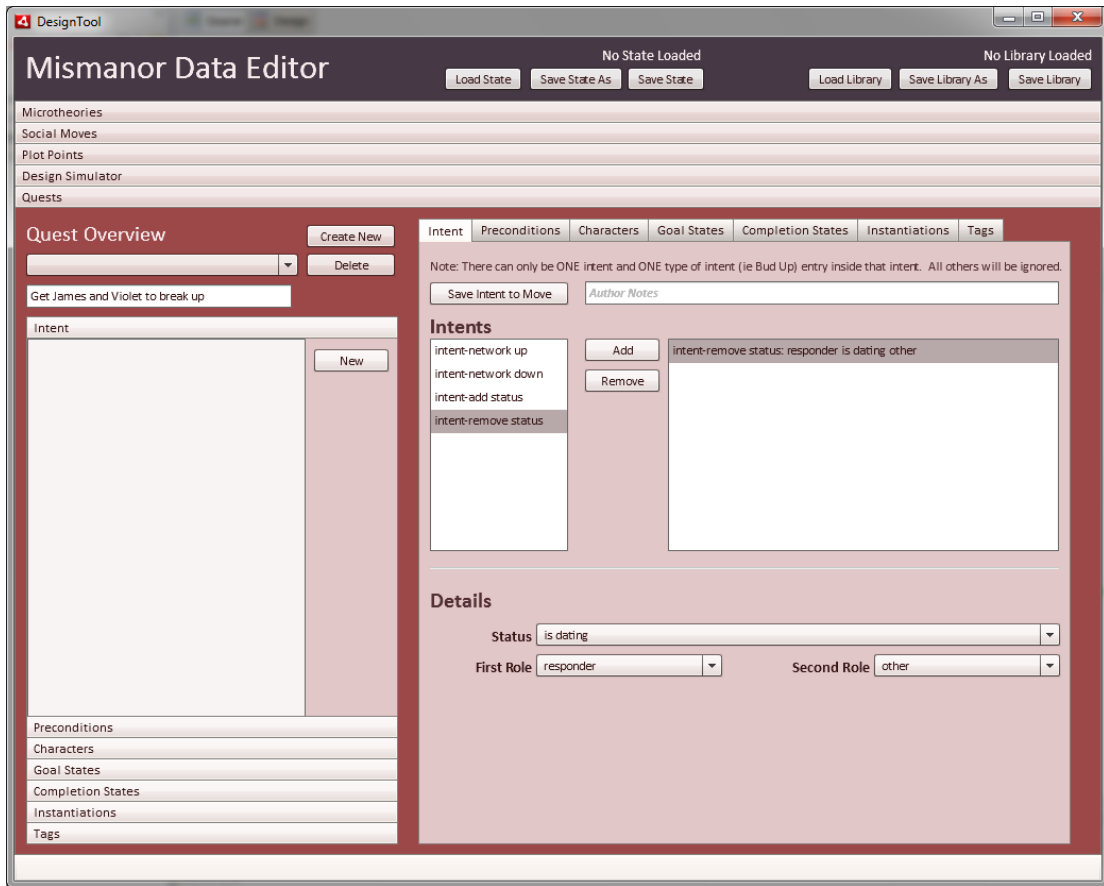 DesignTool
Mismanor Data Editor
No State Loaded
No Library Loaded
Load State
Save State As
Save State
Load Library
Save Library As
Save Library
Microtheories
Social Moves
Plot Points
Design Simulator
Quests
Quest Overview
Create New
Delete
Get James and Violet to break up
Intent
New
Preconditions
Characters
Goal States
Completion States
Instantiations
Tags
Intent
Preconditions
Characters
Goal States
Completion States
Instantiations
Tags
Note: There can only be ONE intent and ONE type of intent (ie Bud Up) entry inside that intent. All others will be ignored.
Save Intent to Move
Author Notes
Intents
intent-network up
intent-network down
intent-add status
intent-remove status
Add
Remove
intent-remove status: responder is dating other
Details
Status
is dating
First Role
responder
Second Role
other